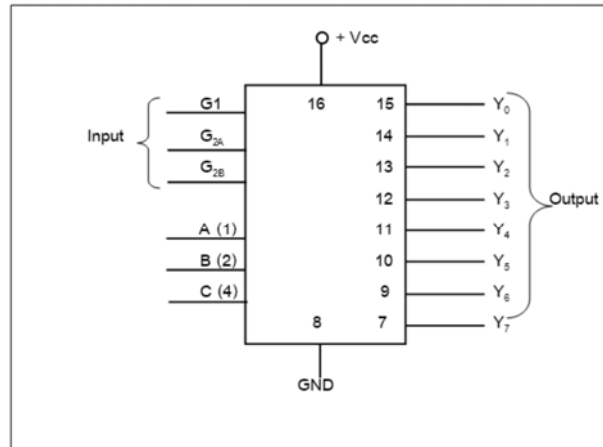 + Vcc
Input
G1
G₂A
G₂B
A (1)
B (2)
C (4)
16
15
14
13
12
11
10
9
8
7
Y₀
Y₁
Y₂
Y₃
Y₄
Y₅
Y₆
Y₇
Output
GND